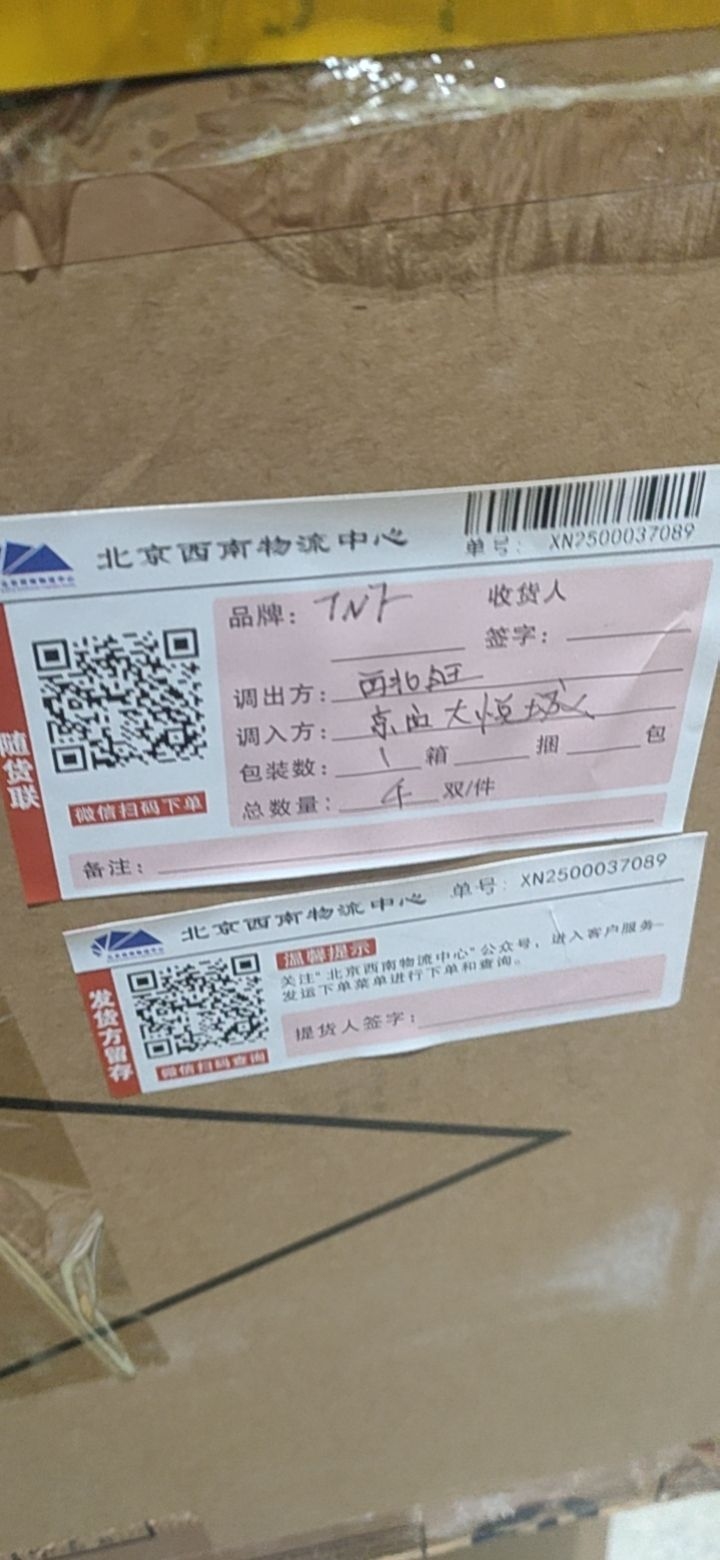 北京西南物流中心
单号: XN2500037089
随货联
品牌: TNF 收货人
签字:
调出方: 西北旺
调入方: 京西大悦城
包装数: 1 箱 捆 包
总数量: 4 双/件
微信扫码下单
备注:
北京西南物流中心 单号: XN2500037089
发货方留存
温馨提示
关注"北京西南物流中心"公众号, 进入客户服务-
发运下单菜单进行下单和查询。
提货人签字:
微信扫码查询